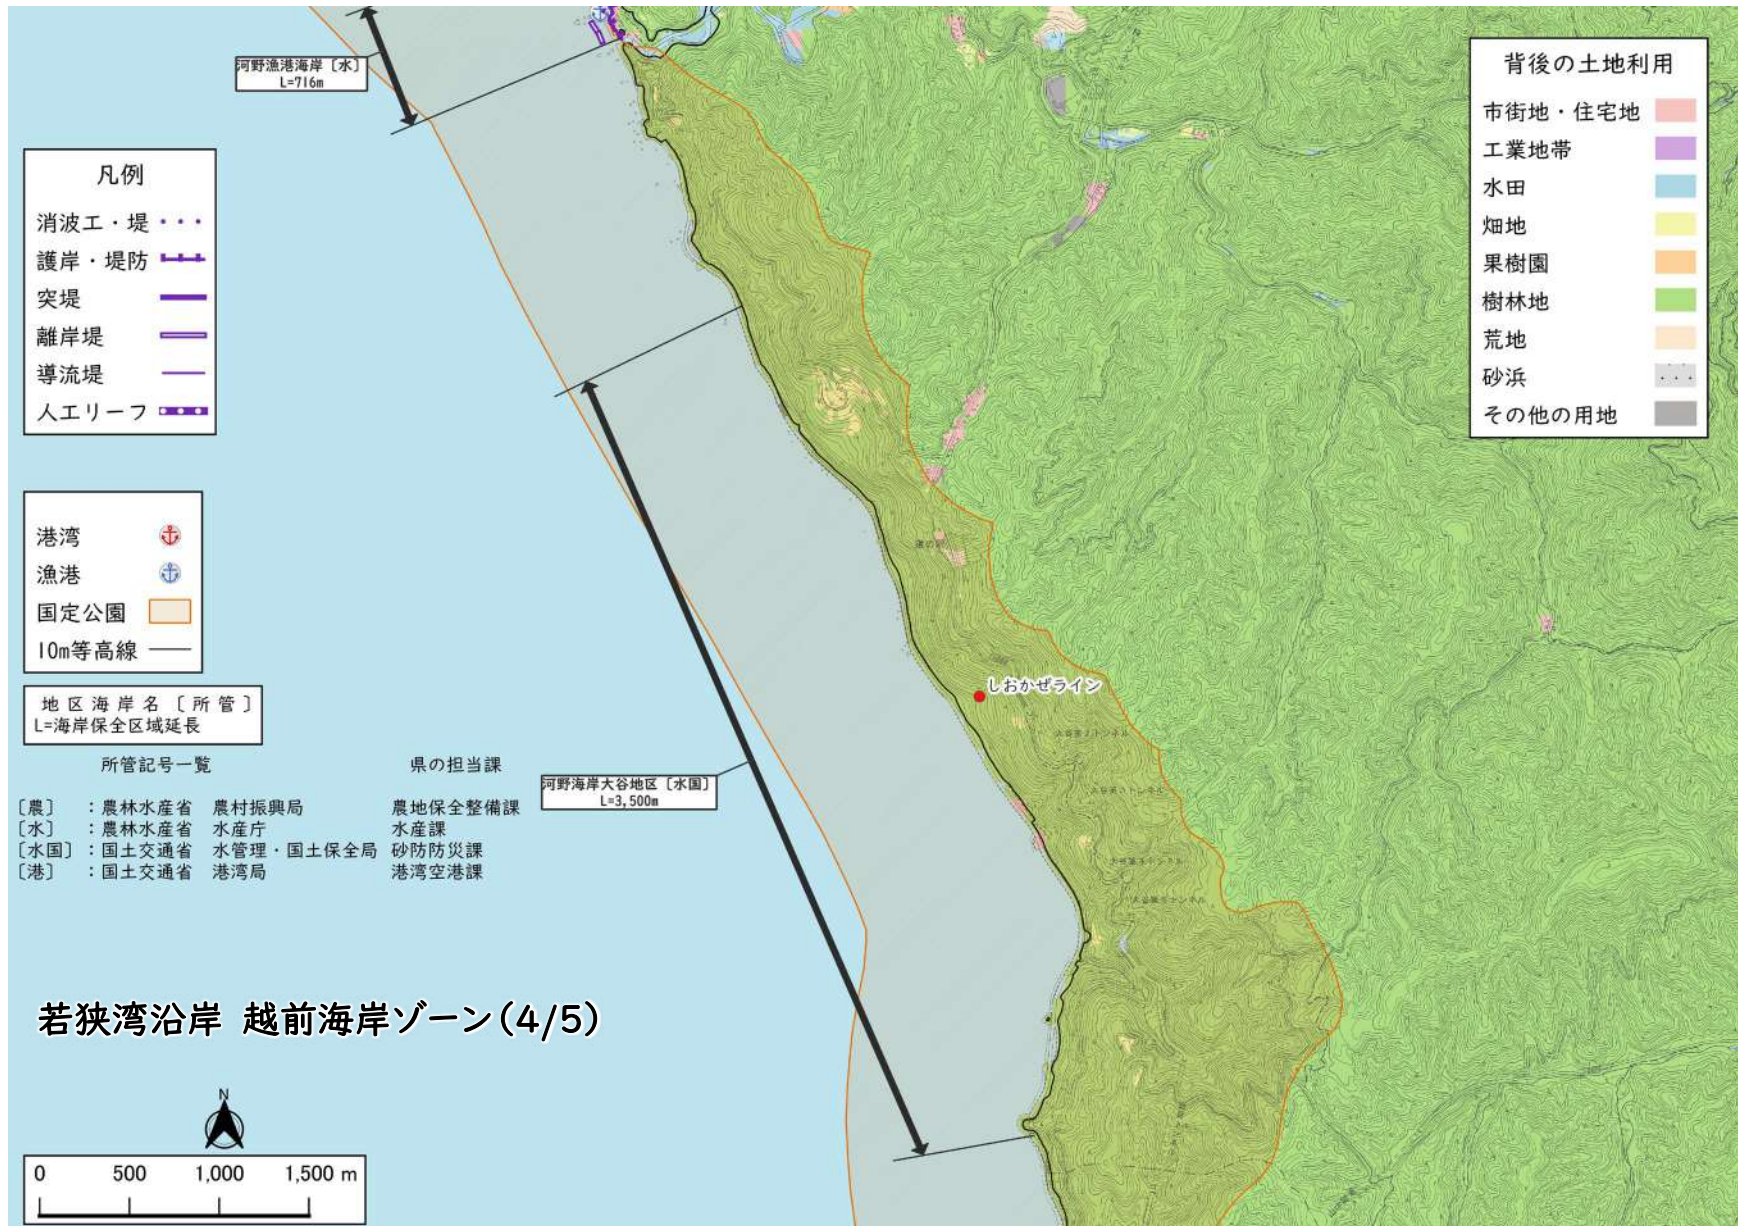 河野漁港海岸〔水〕
L=716m
背後の土地利用
市街地・住宅地
工業地帯
水田
畑地
果樹園
樹林地
荒地
砂浜
その他の用地
凡例
消波工・堤
護岸・堤防
突堤
離岸堤
導流堤
人工リーフ
港湾
漁港
国定公園
10m等高線
地区海岸名〔所管〕
L=海岸保全区域延長
所管記号一覧 県の担当課
〔農〕 :農林水産省 農村振興局 農地保全整備課
〔水〕 :農林水産省 水産庁 水産課
〔水国〕:国土交通省 水管理・国土保全局 砂防防災課
〔港〕 :国土交通省 港湾局 港湾空港課
しおかぜライン
河野海岸大谷地区〔水国〕
L=3,500m
若狭湾沿岸 越前海岸ゾーン(4/5)
N
0 500 1,000 1,500 m